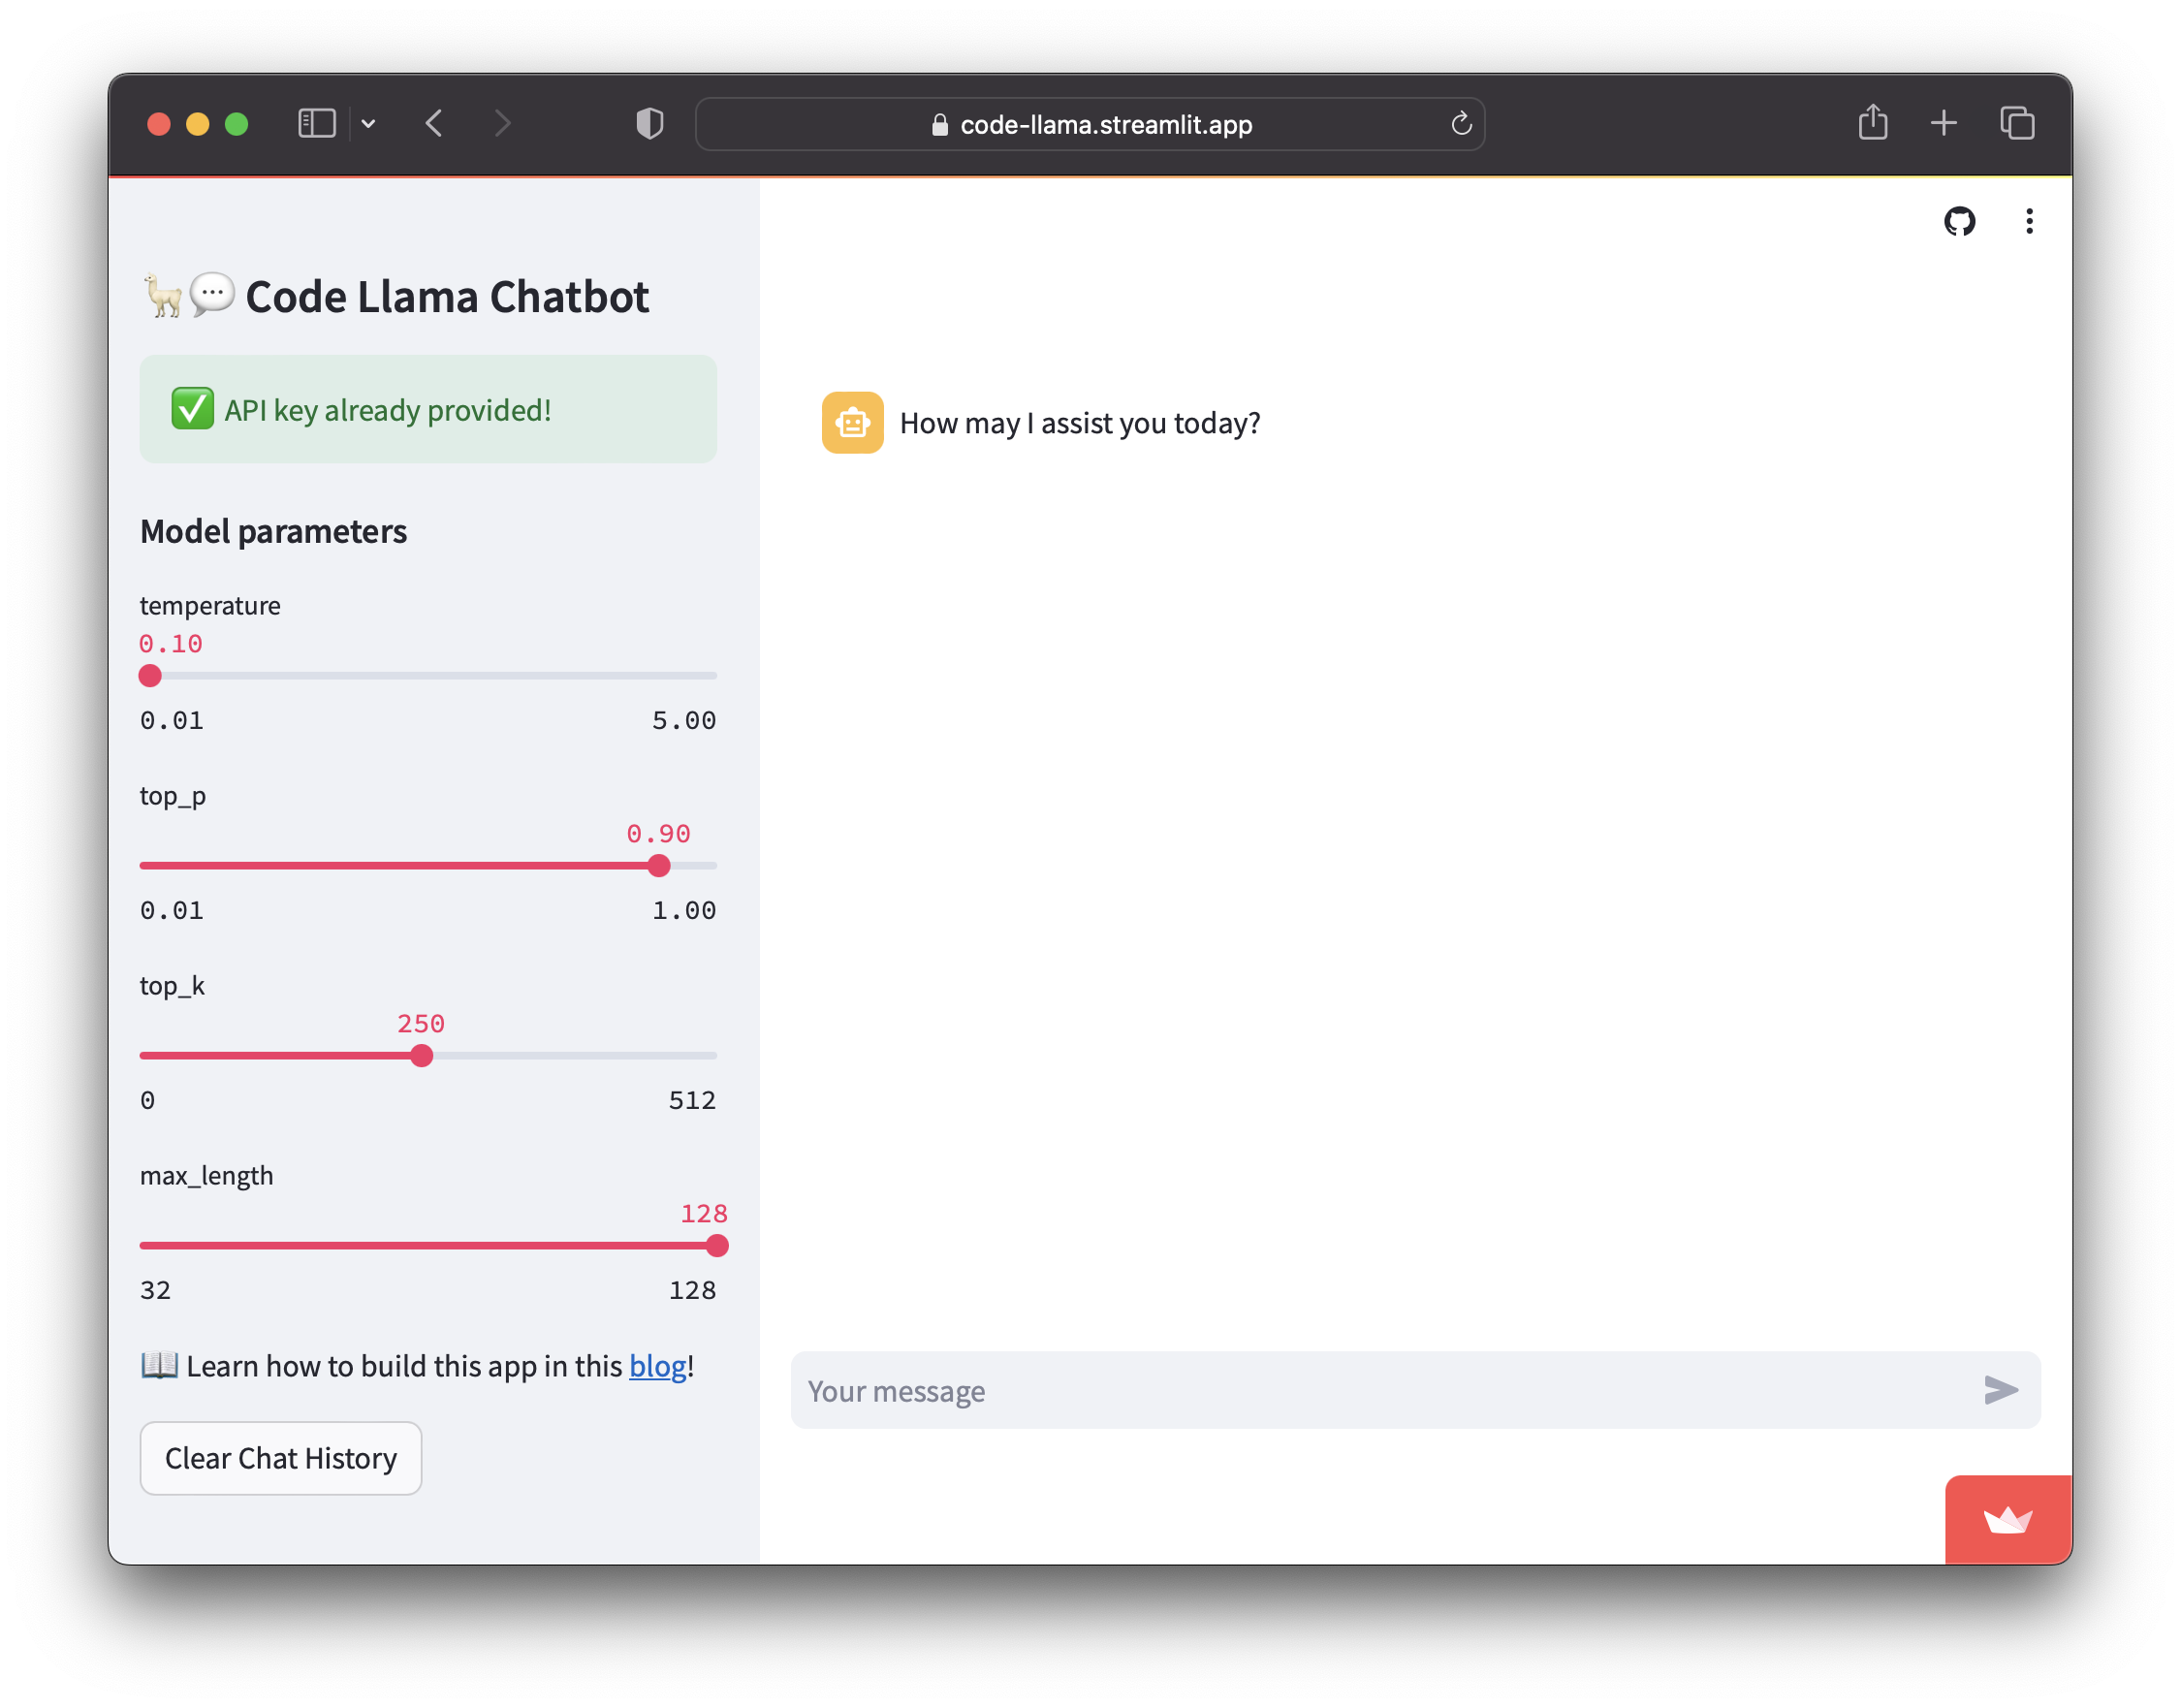 code-llama.streamlit.app
🦙💬 Code Llama Chatbot
✅ API key already provided!
Model parameters
temperature
0.10
0.01 5.00
top_p
0.90
0.01 1.00
top_k
250
0 512
max_length
128
32 128
📖 Learn how to build this app in this blog!
Clear Chat History
How may I assist you today?
Your message